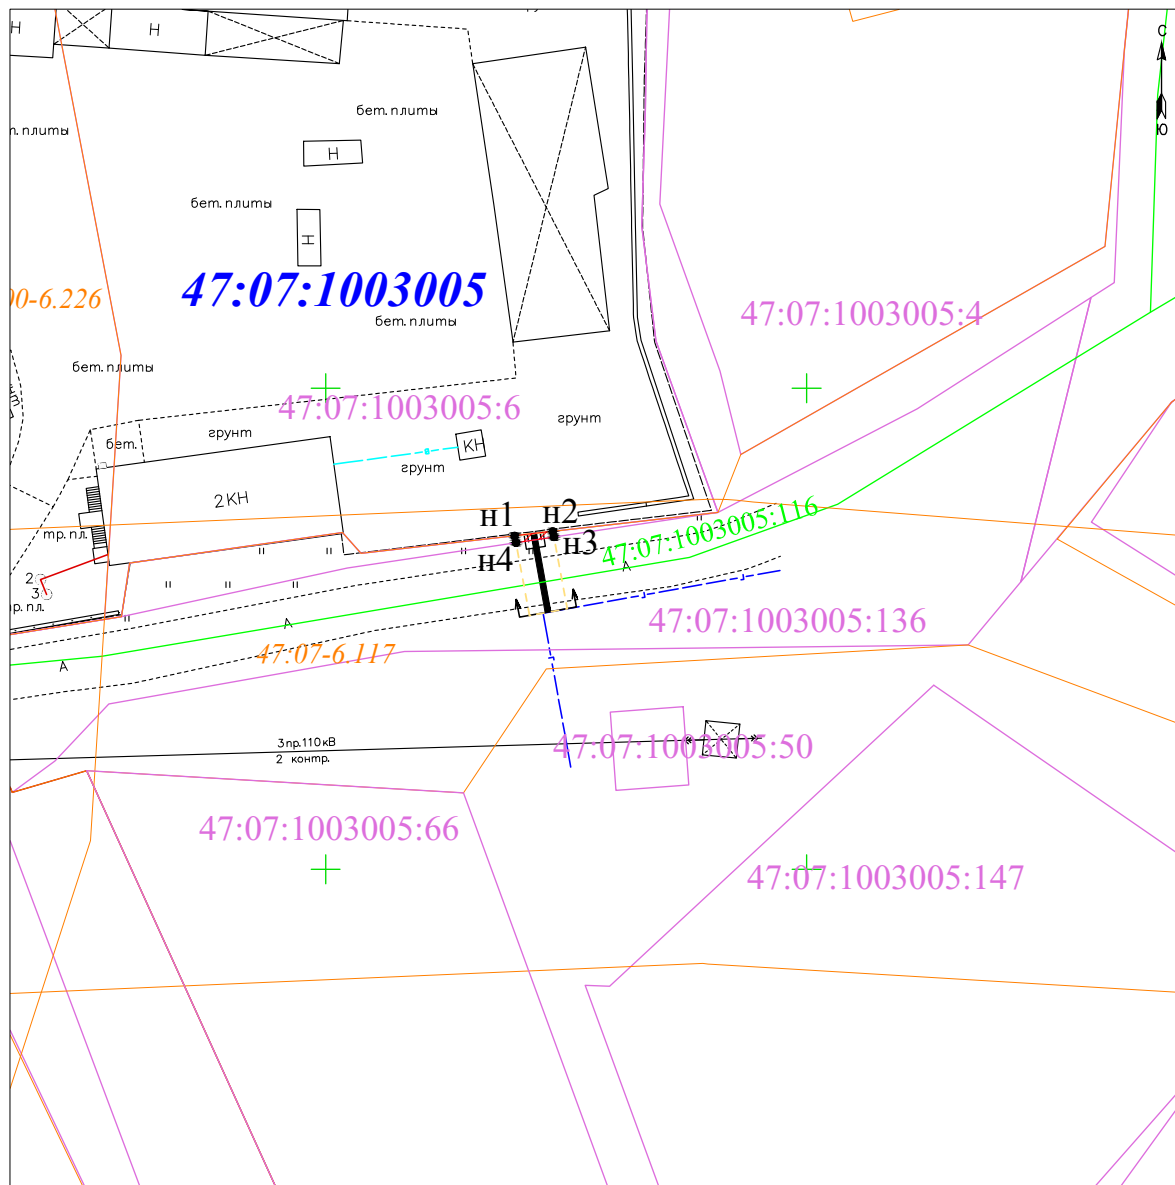 Н
Н
С
Ю
бет. плиты
т. плиты
Н
бет. плиты
Н
47:07:1003005
00-6.226
47:07:1003005:4
бет. плиты
бет. плиты
47:07:1003005:6
грунт
грунт
бет.
КН
грунт
2КН
н1
н2
47:07:1003005:116
тр. пл.
н4
н3
А
2
3
тр. пл.
А
47:07:1003005:136
47:07-6.117
А
3пр.110кВ
47:07:1003005:50
2 контр.
47:07:1003005:66
47:07:1003005:147